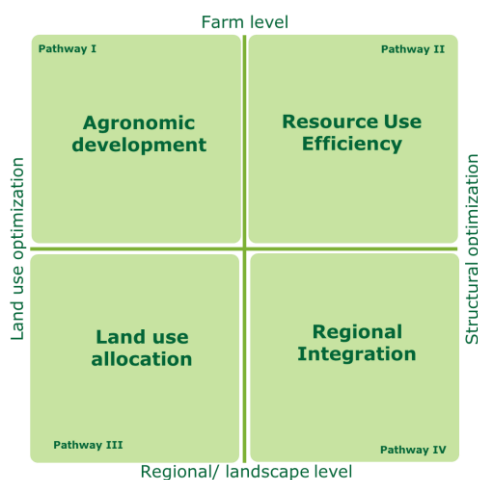 Farm level
Pathway I
Pathway II
Agronomic
development
Resource Use
Efficiency
Land use optimization
Structural optimization
Land use
allocation
Regional
Integration
Pathway III
Pathway IV
Regional/ landscape level